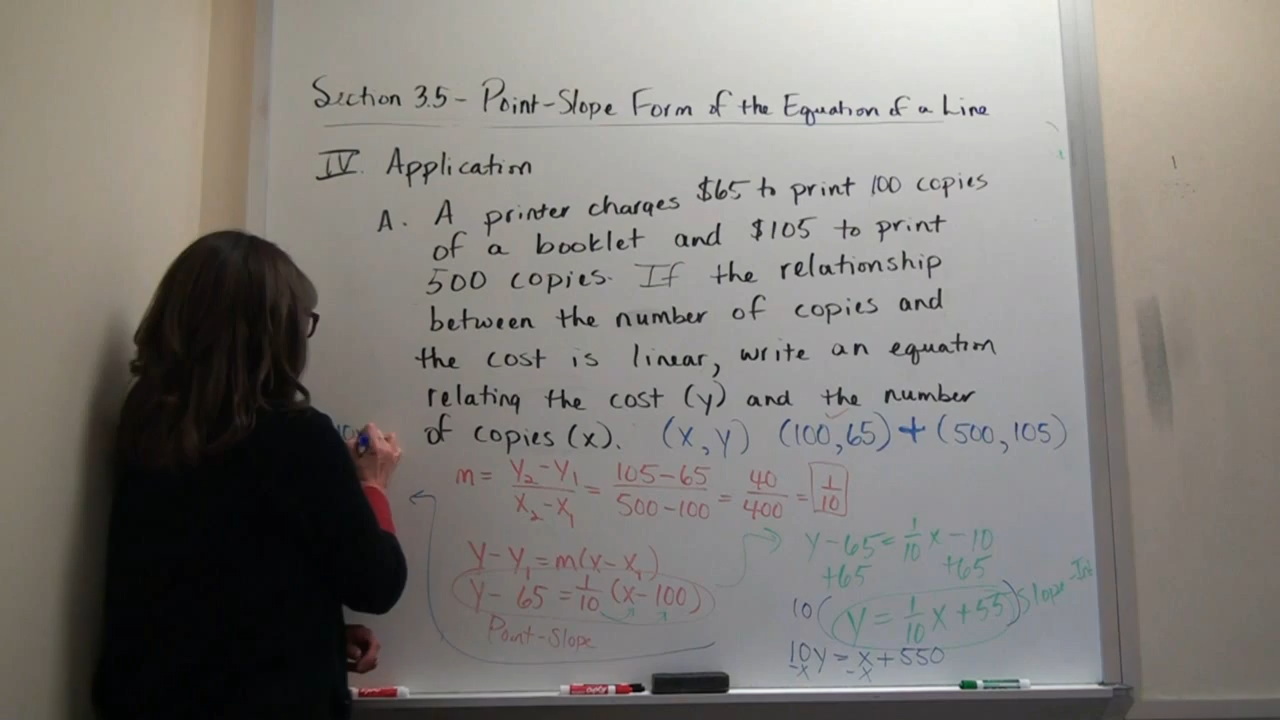 Section 3.5 - Point-Slope Form of the Equation of a Line
IV. Application
A. A printer charges $65 to print 100 copies
of a booklet and $105 to print
500 copies. If the relationship
between the number of copies and
the cost is linear, write an equation
relating the cost (y) and the number
of copies (x). (x, y) (100, 65) + (500, 105)
m = y₂-y₁/x₂-x₁ = 105-65/500-100 = 40/400 = 1/10
y-y₁ = m(x-x₁)
y-65 = 1/10 (x-100)
Point-Slope
y-65 = 1/10 x - 10
+65 +65
10(y = 1/10 x + 55) Slope-Int
10y = x + 550
-x -x